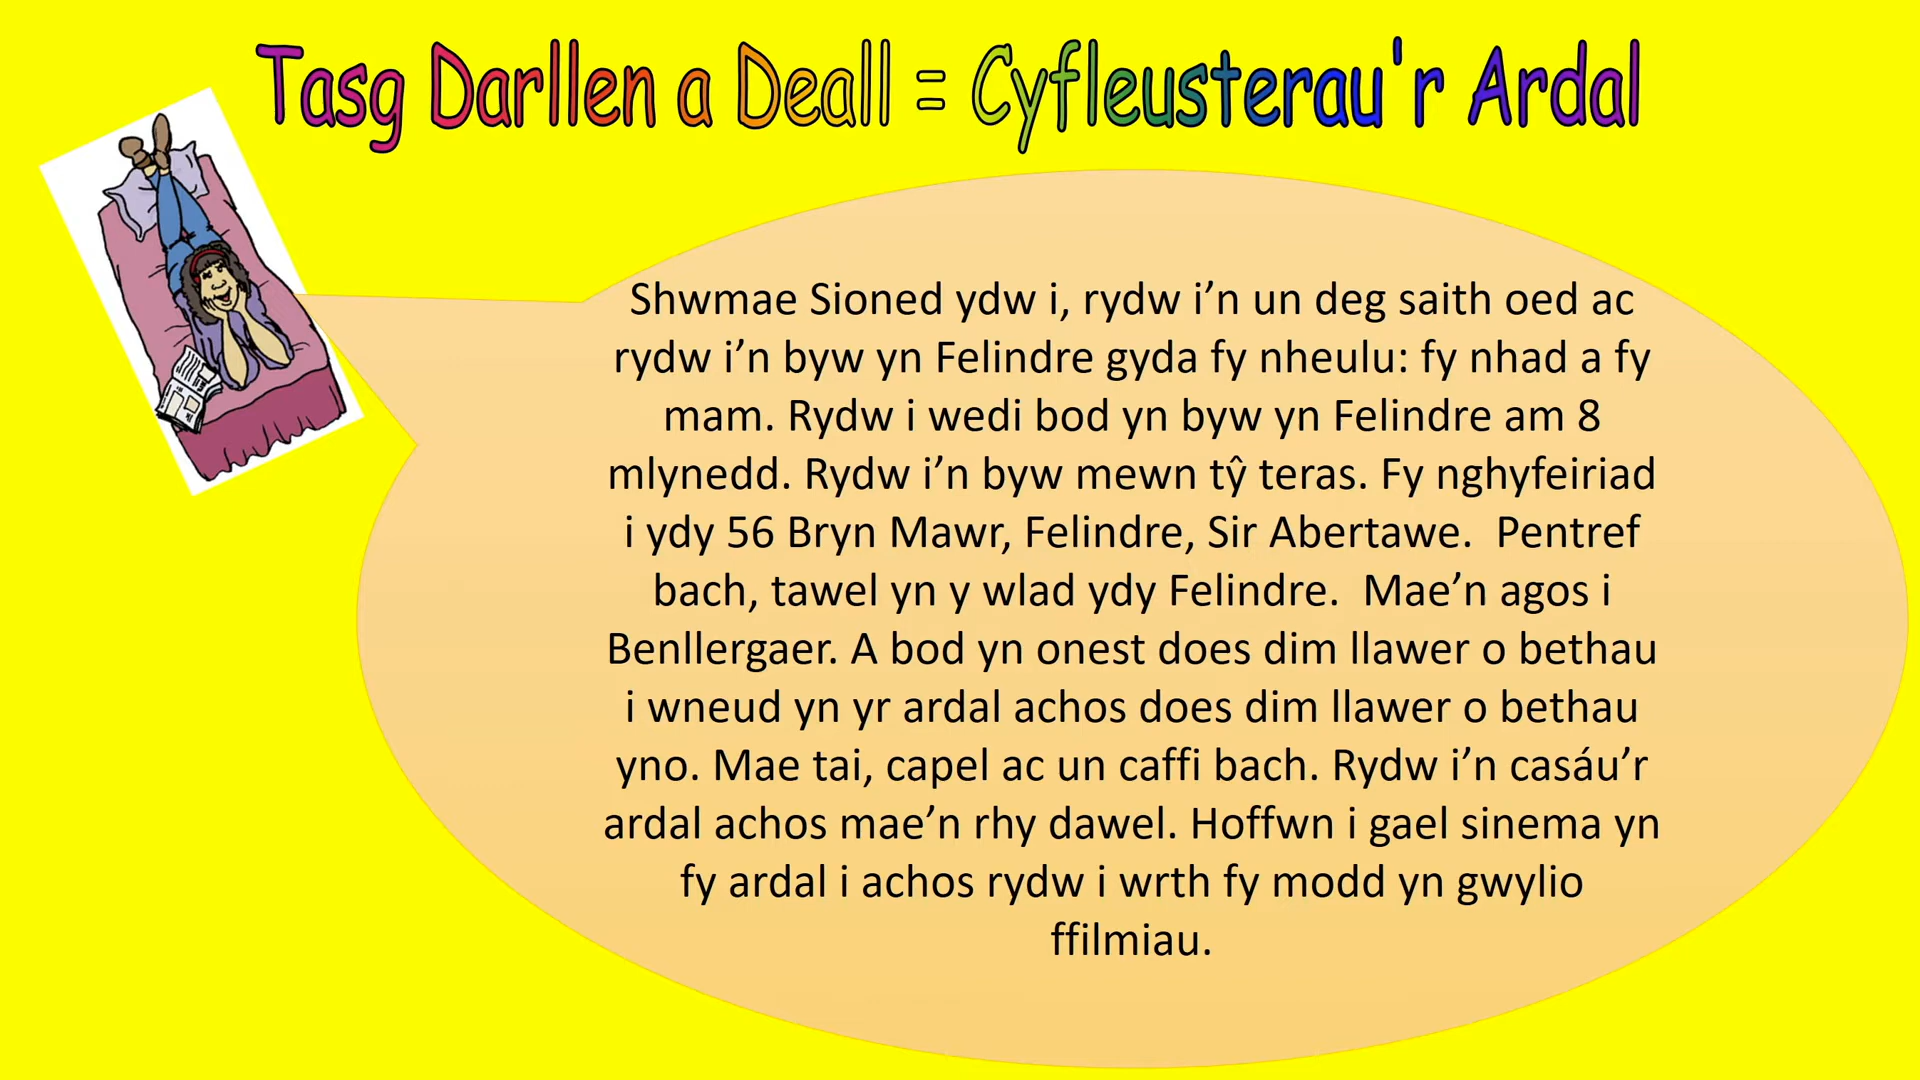 Tasg Darllen a Deall = Cyfleusterau'r Ardal
Shwmae Sioned ydw i, rydw i’n un deg saith oed ac
rydw i’n byw yn Felindre gyda fy nheulu: fy nhad a fy
mam. Rydw i wedi bod yn byw yn Felindre am 8
mlynedd. Rydw i’n byw mewn tŷ teras. Fy nghyfeiriad
i ydy 56 Bryn Mawr, Felindre, Sir Abertawe.  Pentref
bach, tawel yn y wlad ydy Felindre.  Mae’n agos i
Benllergaer. A bod yn onest does dim llawer o bethau
i wneud yn yr ardal achos does dim llawer o bethau
yno. Mae tai, capel ac un caffi bach. Rydw i’n casáu’r
ardal achos mae’n rhy dawel. Hoffwn i gael sinema yn
fy ardal i achos rydw i wrth fy modd yn gwylio
ffilmiau.